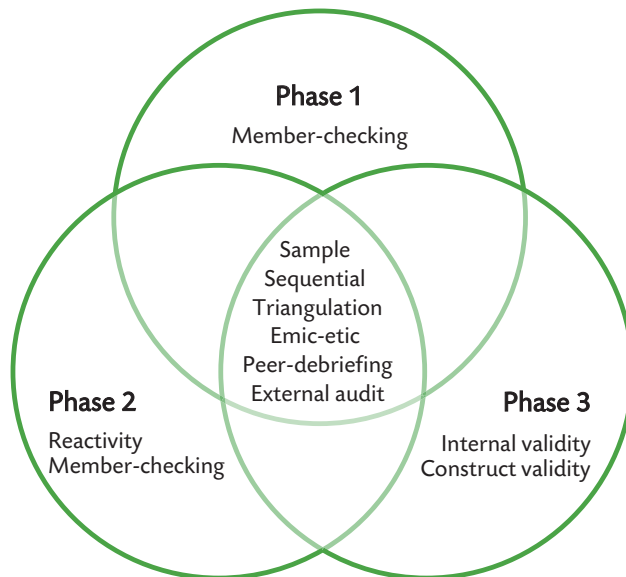 Phase 1
Member-checking
Sample
Sequential
Triangulation
Emic-etic
Peer-debriefing
External audit
Phase 2
Reactivity
Member-checking
Phase 3
Internal validity
Construct validity